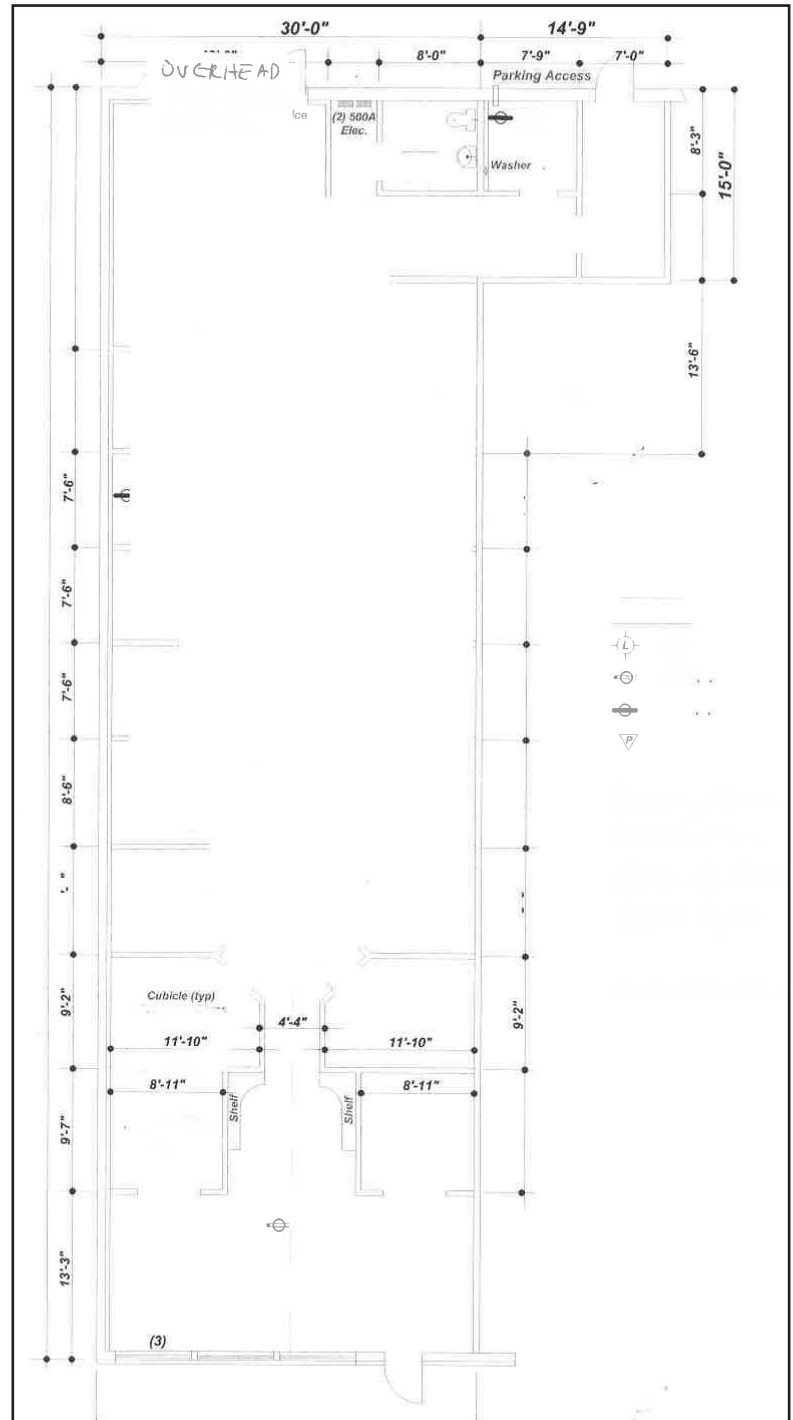 30'-0"
14'-9"
8'-0"
7'-9"
7'-0"
OVERHEAD
Parking Access
(2) 500A
Elec.
Washer
8'-3"
15'-0"
13'-6"
7'-6"
7'-6"
7'-6"
8'-6"
L
P
Cubicle (typ)
9'-2"
4'-4"
9'-2"
11'-10"
11'-10"
8'-11"
8'-11"
Shelf
Shelf
9'-7"
13'-3"
(3)